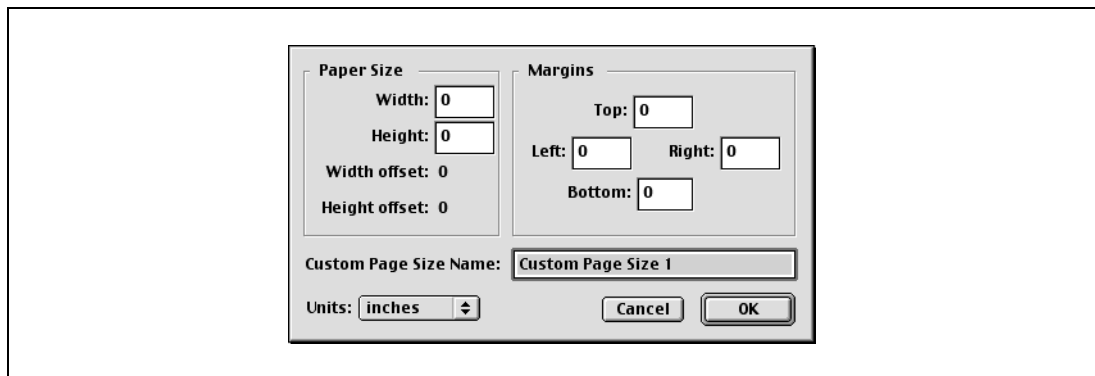 Paper Size
Width: 0
Height: 0
Width offset: 0
Height offset: 0
Margins
Top: 0
Left: 0 Right: 0
Bottom: 0
Custom Page Size Name: Custom Page Size 1
Units: inches Cancel OK